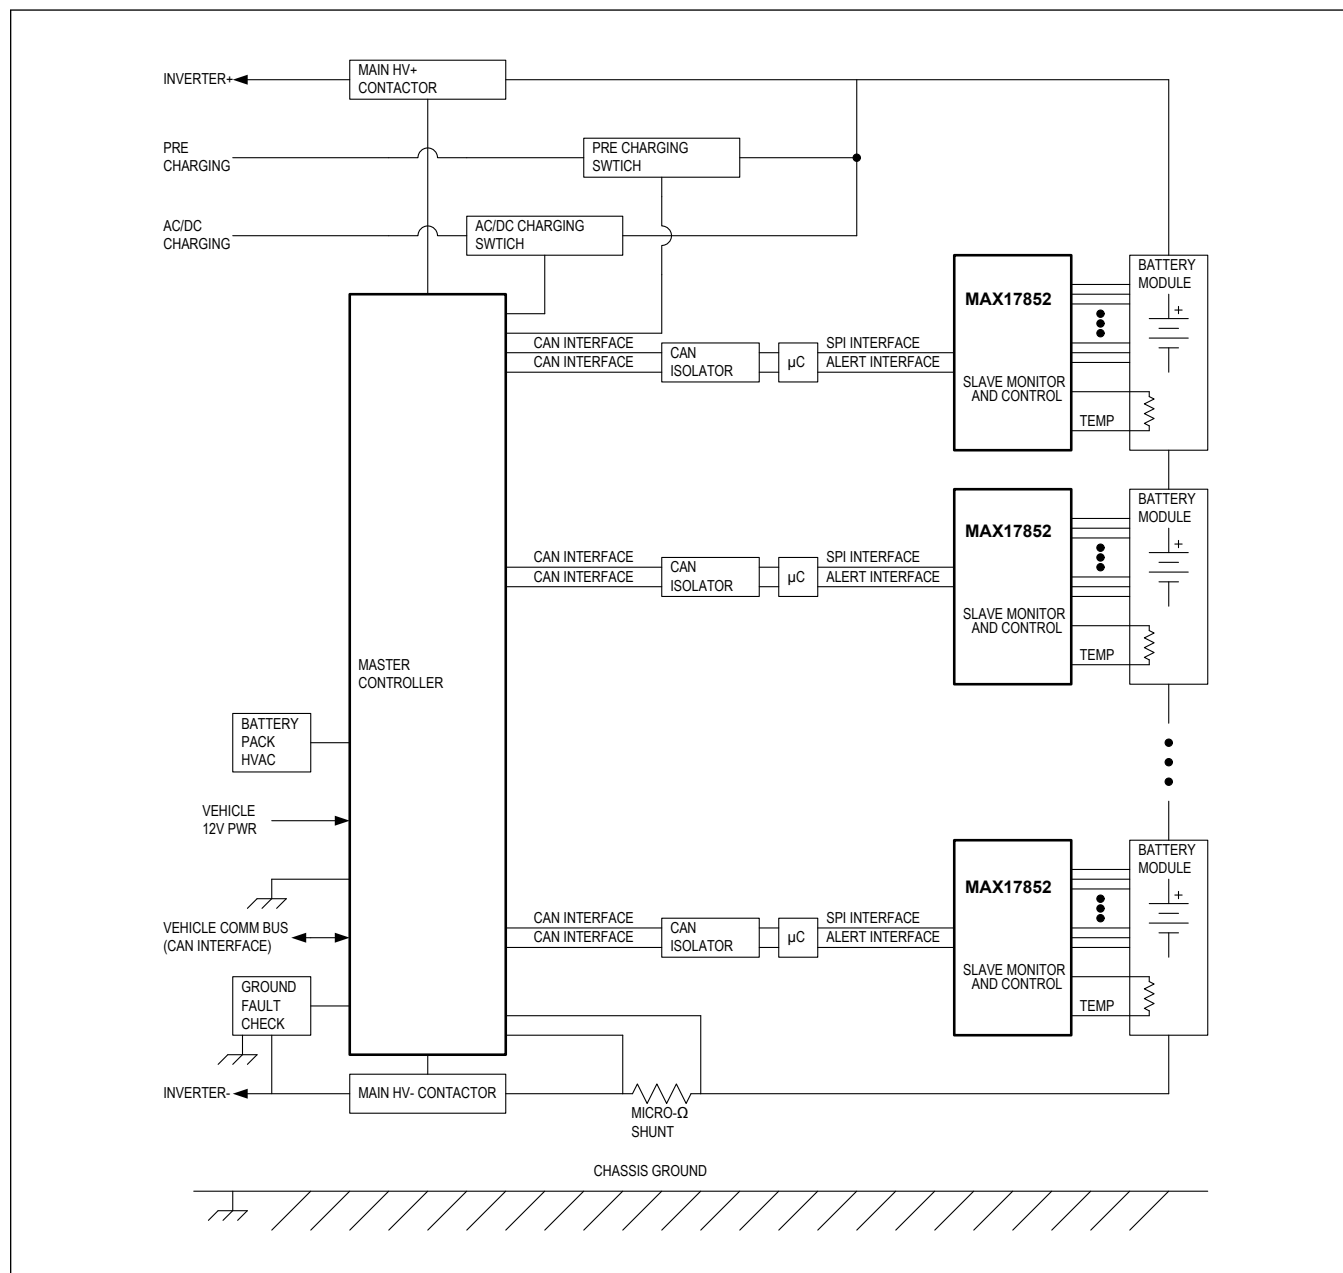 INVERTER+
MAIN HV+
CONTACTOR
PRE
CHARGING
PRE CHARGING
SWTICH
AC/DC
CHARGING
AC/DC CHARGING
SWTICH
MASTER
CONTROLLER
CAN INTERFACE
CAN INTERFACE
CAN
ISOLATOR
µC
SPI INTERFACE
ALERT INTERFACE
MAX17852
SLAVE MONITOR
AND CONTROL
TEMP
BATTERY
MODULE
+
CAN INTERFACE
CAN INTERFACE
CAN
ISOLATOR
µC
SPI INTERFACE
ALERT INTERFACE
MAX17852
SLAVE MONITOR
AND CONTROL
TEMP
BATTERY
MODULE
+
BATTERY
PACK
HVAC
VEHICLE
12V PWR
VEHICLE COMM BUS
(CAN INTERFACE)
GROUND
FAULT
CHECK
CAN INTERFACE
CAN INTERFACE
CAN
ISOLATOR
µC
SPI INTERFACE
ALERT INTERFACE
MAX17852
SLAVE MONITOR
AND CONTROL
TEMP
BATTERY
MODULE
+
INVERTER-
MAIN HV- CONTACTOR
MICRO-Ω
SHUNT
CHASSIS GROUND